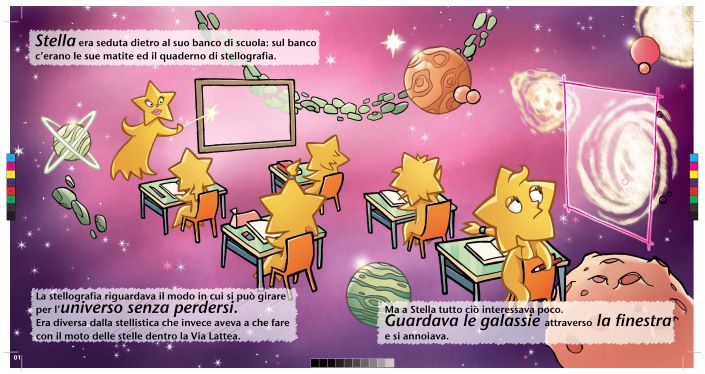 Stella era seduta dietro al suo banco di scuola: sul banco
c'erano le sue matite ed il quaderno di stellografia.
La stellografia riguardava il modo in cui si può girare
per l'universo senza perdersi.
Era diversa dalla stellistica che invece aveva a che fare
con il moto delle stelle dentro la Via Lattea.
Ma a Stella tutto ciò interessava poco.
Guardava le galassie attraverso la finestra
e si annoiava.
01